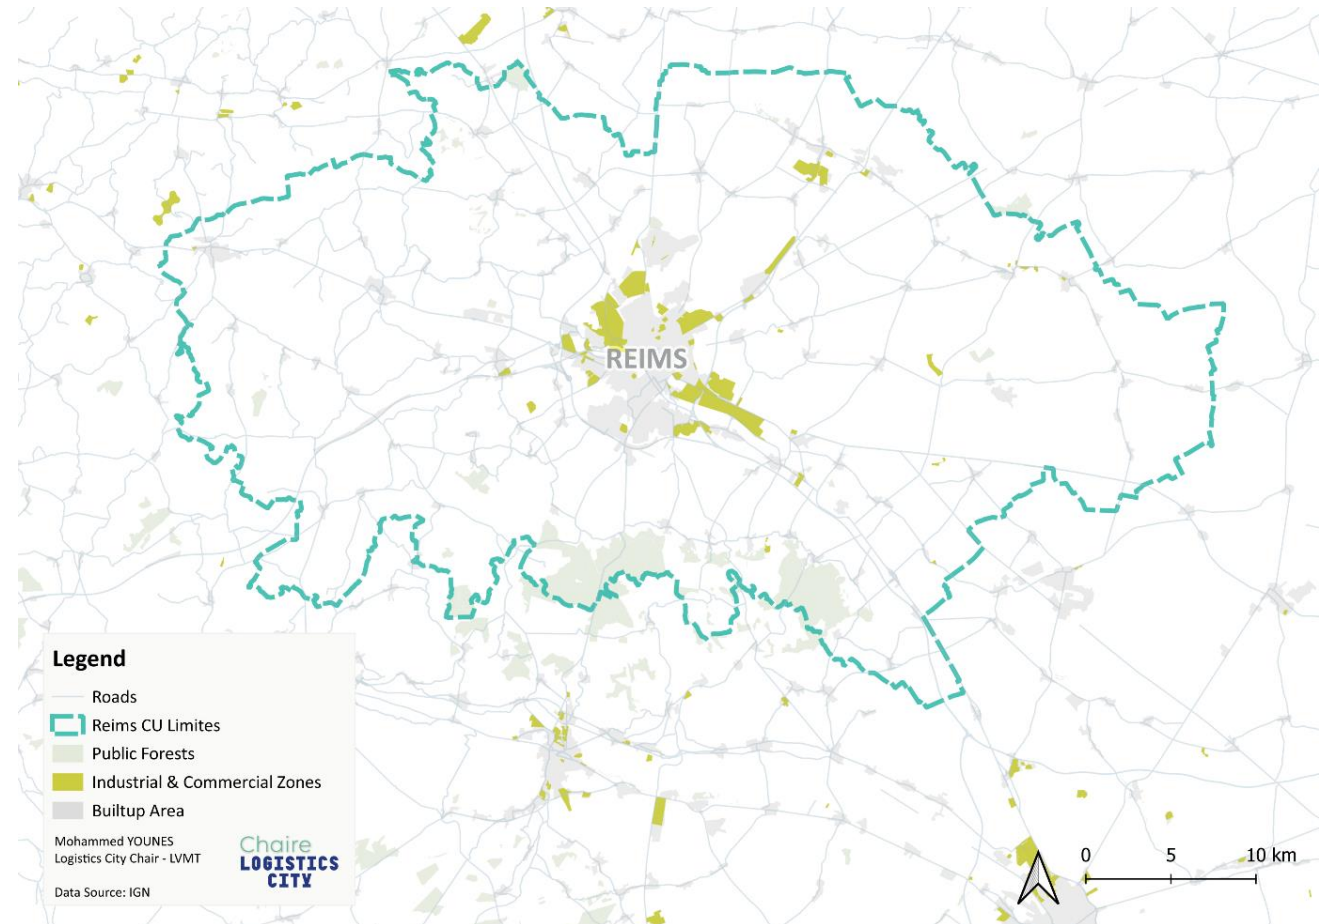 REIMS
Legend
Roads
Reims CU Limites
Public Forests
Industrial & Commercial Zones
Builtup Area
Mohammed YOUNES
Logistics City Chair - LVMT
Data Source: IGN
Chaire
LOGISTICS
CITY
0 5 10 km